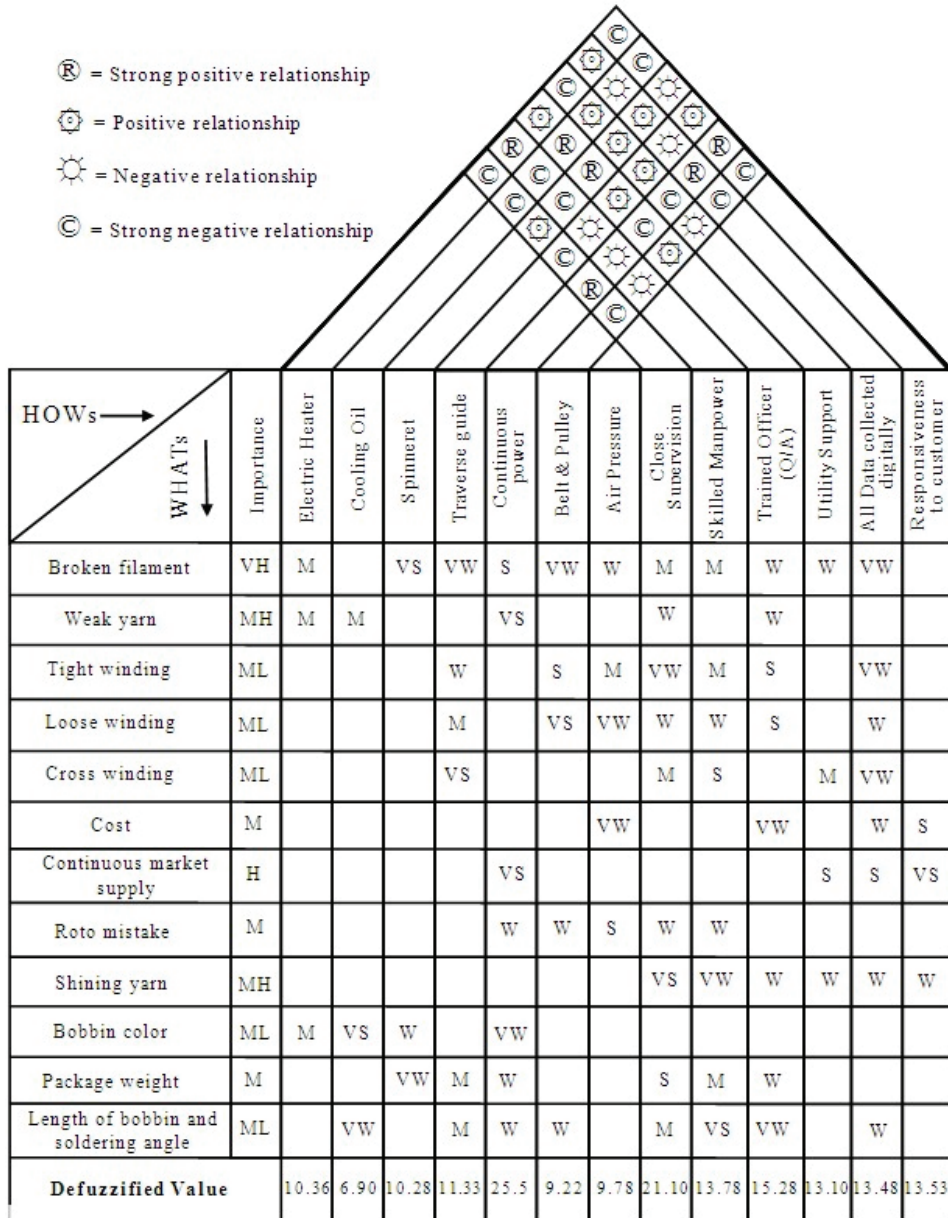 Ⓡ = Strong positive relationship
= Positive relationship
= Negative relationship
© = Strong negative relationship
©
© 
© R R ©
© © R R
© © ©
© ©
R
©
HOWs
WHATs
Importance
Electric Heater
Cooling Oil
Spinneret
Traverse guide
Continuous
power
Belt & Pulley
Air Pressure
Close
Supervision
Skilled Manpower
Trained Officer
(Q/A)
Utility Support
All Data collected
digitally
Responsiveness
to customer
Broken filament VH M VS VW S VW W M M W W VW
Weak yarn MH M M VS W W
Tight winding ML W S M VW M S VW
Loose winding ML M VS VW W W S W
Cross winding ML VS M S M VW
Cost M VW VW W S
Continuous market
supply H VS S S VS
Roto mistake M W W S W W
Shining yarn MH VS VW W W W W
Bobbin color ML M VS W VW
Package weight M VW M W S M W
Length of bobbin and
soldering angle ML VW M W W M VS VW W
Defuzzified Value 10.36 6.90 10.28 11.33 25.5 9.22 9.78 21.10 13.78 15.28 13.10 13.48 13.53